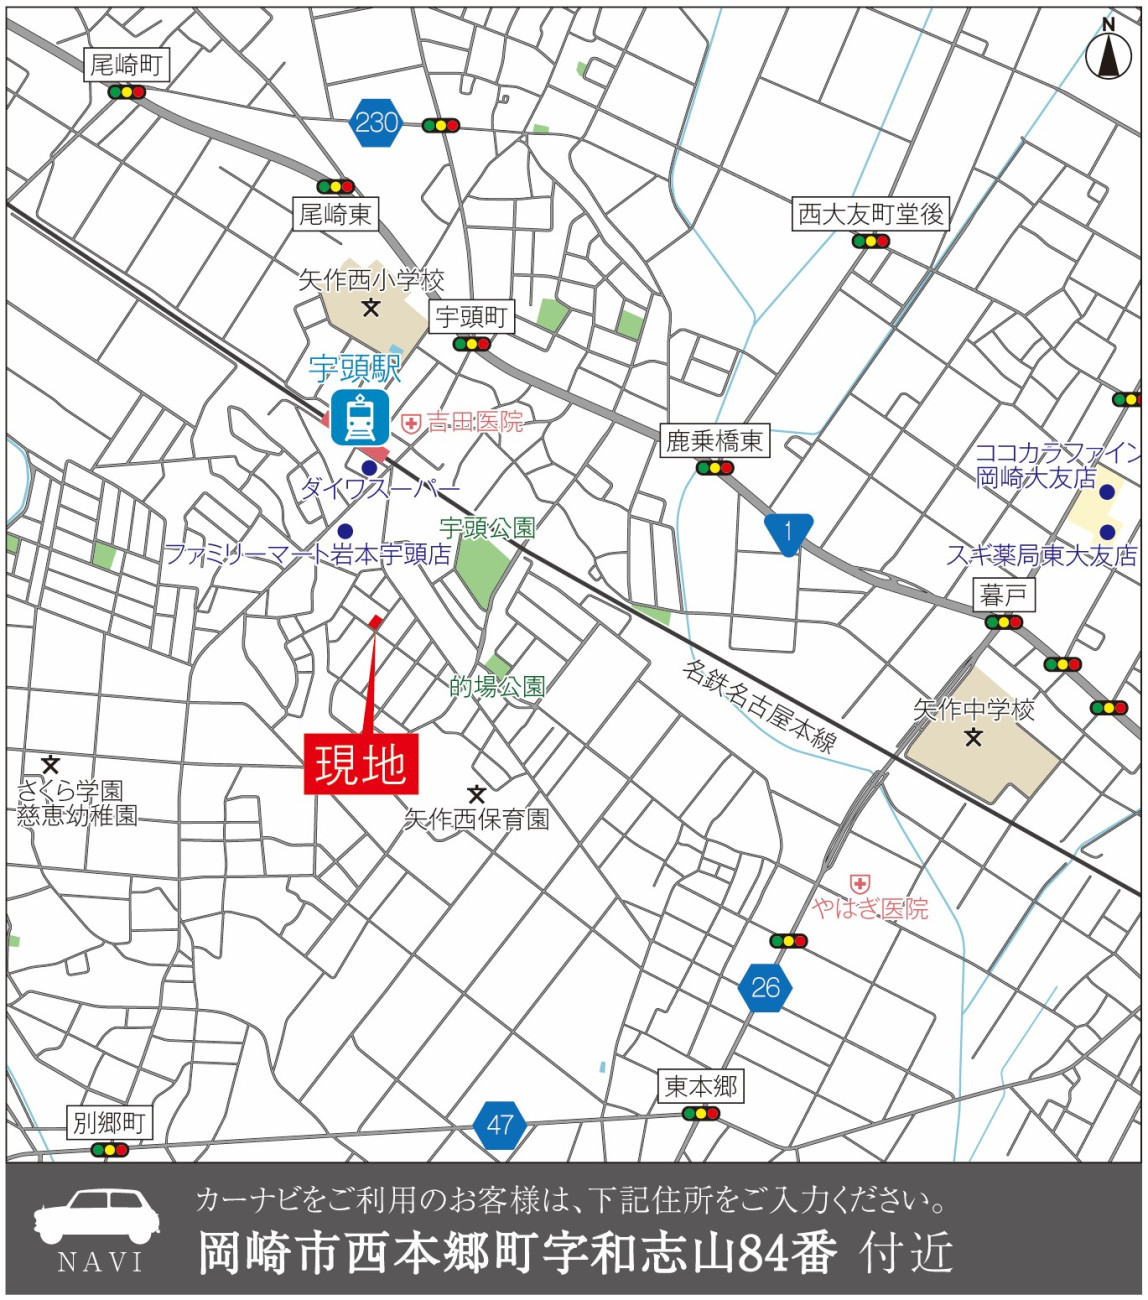 N
尾崎町
230
尾崎東
西大友町堂後
矢作西小学校
宇頭町
宇頭駅
吉田医院
鹿乗橋東
ココカラファイン
岡崎大友店
ダイワスーパー
宇頭公園
1
ファミリーマート岩本宇頭店
スギ薬局東大友店
暮戸
的場公園
名鉄名古屋本線
矢作中学校
現地
さくら学園
慈恵幼稚園
矢作西保育園
やはぎ医院
26
東本郷
別郷町
47
カーナビをご利用のお客様は、下記住所をご入力ください。
NAVI
岡崎市西本郷町字和志山84番 付近